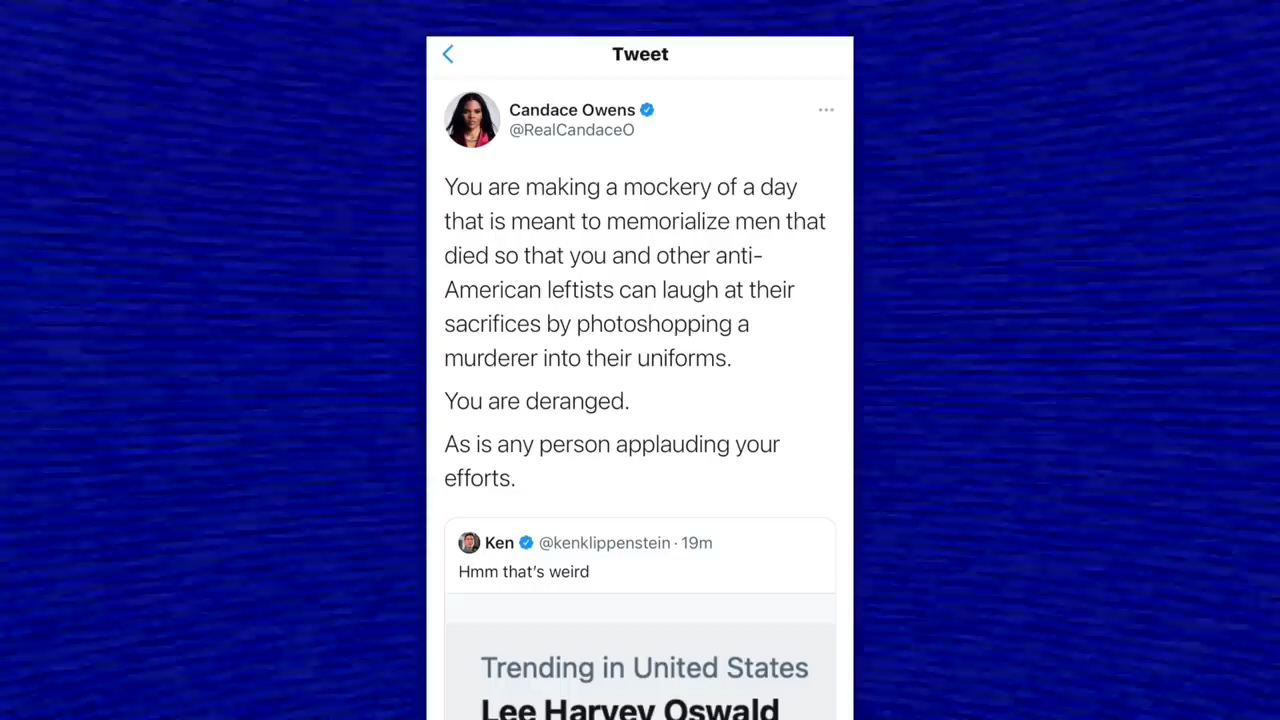 Tweet
Candace Owens
@RealCandaceO
You are making a mockery of a day
that is meant to memorialize men that
died so that you and other anti-
American leftists can laugh at their
sacrifices by photoshopping a
murderer into their uniforms.
You are deranged.
As is any person applauding your
efforts.
Ken @kenklippenstein · 19m
Hmm that's weird
Trending in United States
Lee Harvey Oswald